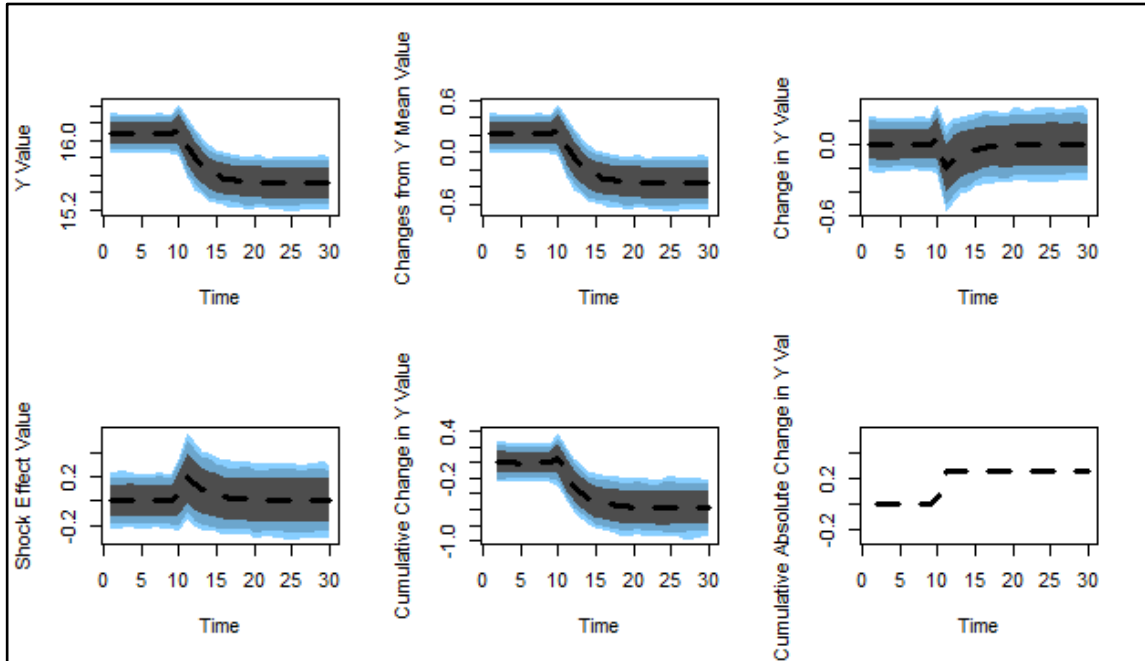 Y Value
16.0
15.2
0 5 10 15 20 25 30
Time
Changes from Y Mean Value
0.6
0.0
-0.6
0 5 10 15 20 25 30
Time
Change in Y Value
0.0
-0.6
0 5 10 15 20 25 30
Time
Shock Effect Value
0.2
-0.2
0 5 10 15 20 25 30
Time
Cumulative Change in Y Value
0.4
-0.2
-1.0
0 5 10 15 20 25 30
Time
Cumulative Absolute Change in Y Val
0.2
-0.2
0 5 10 15 20 25 30
Time